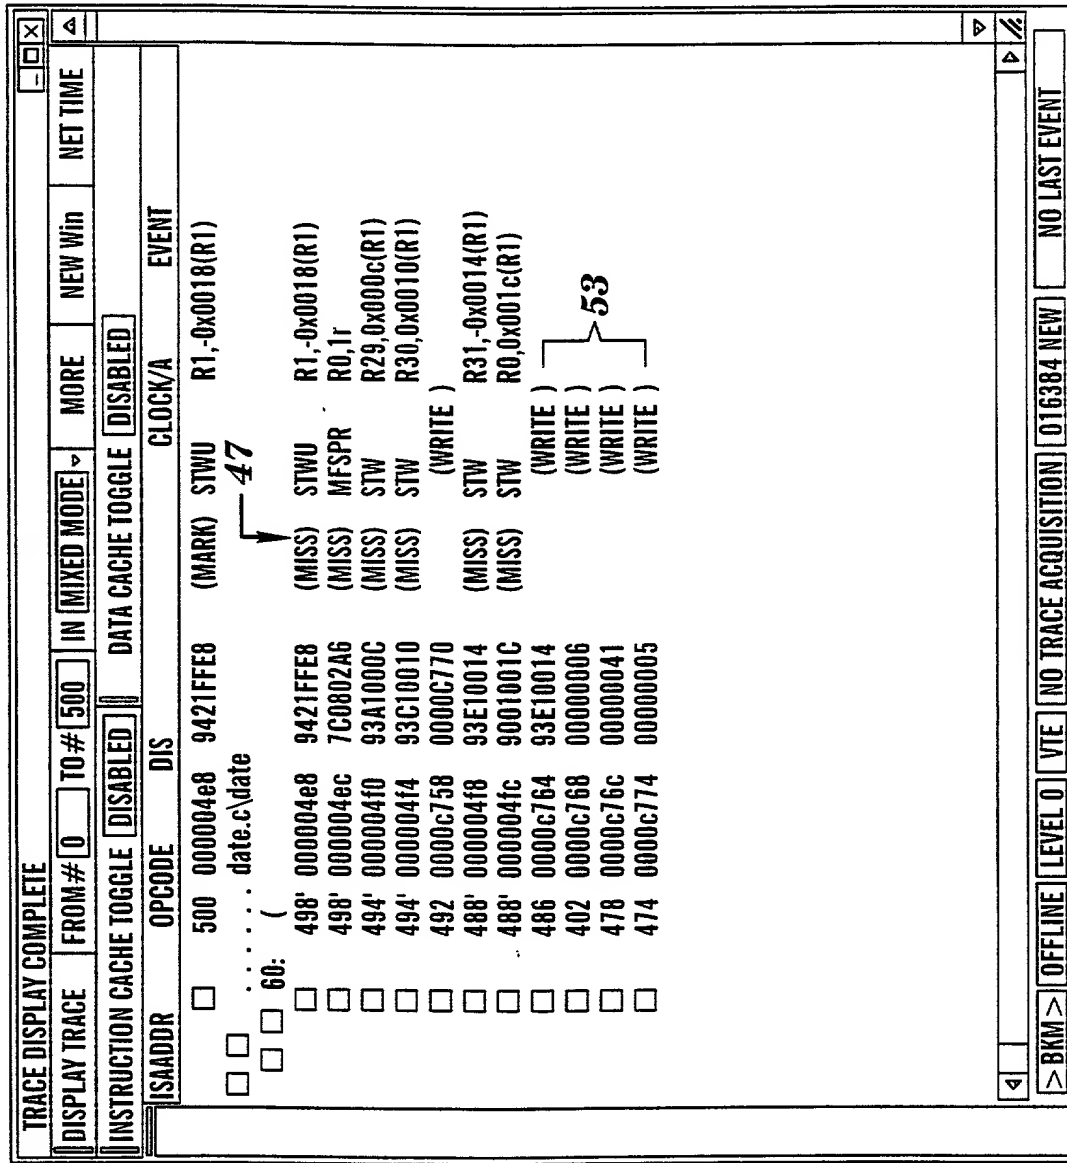 TRACE DISPLAY COMPLETE
DISPLAY TRACE FROM# 0 TO# 500 IN MIXED MODE MORE NEW Win NET TIME
INSTRUCTION CACHE TOGGLE DISABLED DATA CACHE TOGGLE DISABLED
ISAADDR OPCODE DIS CLOCK/A EVENT
500 000004e8 9421FFE8 (MARK) STWU R1,-0x0018(R1)
. . . . . . date.c\date
47
60: (
498' 000004e8 9421FFE8 (MISS) STWU R1,-0x0018(R1)
498' 000004ec 7C0802A6 (MISS) MFSPR R0,1r
494' 000004f0 93A1000C (MISS) STW R29,0x000c(R1)
494' 000004f4 93C10010 (MISS) STW R30,0x0010(R1)
492 0000c758 0000C770 (WRITE )
488' 000004f8 93E10014 (MISS) STW R31,-0x0014(R1)
488' 000004fc 9001001C (MISS) STW R0,0x001c(R1)
486 0000c764 93E10014 (WRITE )
402 0000c768 00000006 (WRITE )
53
478 0000c76c 00000041 (WRITE )
474 0000c774 00000005 (WRITE )
> BKM > OFFLINE LEVEL 0 VTE NO TRACE ACQUISITION 016384 NEW NO LAST EVENT